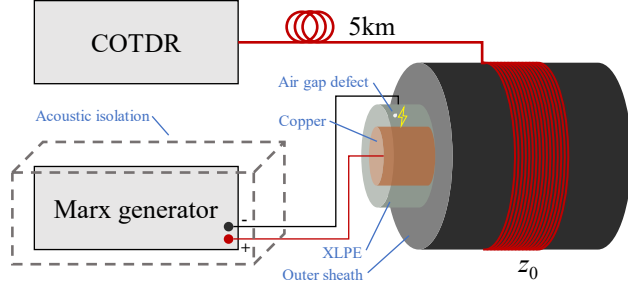 COTDR
5km
Air gap defect
Acoustic isolation
Copper
Marx generator
-
+
XLPE
Outer sheath
z0